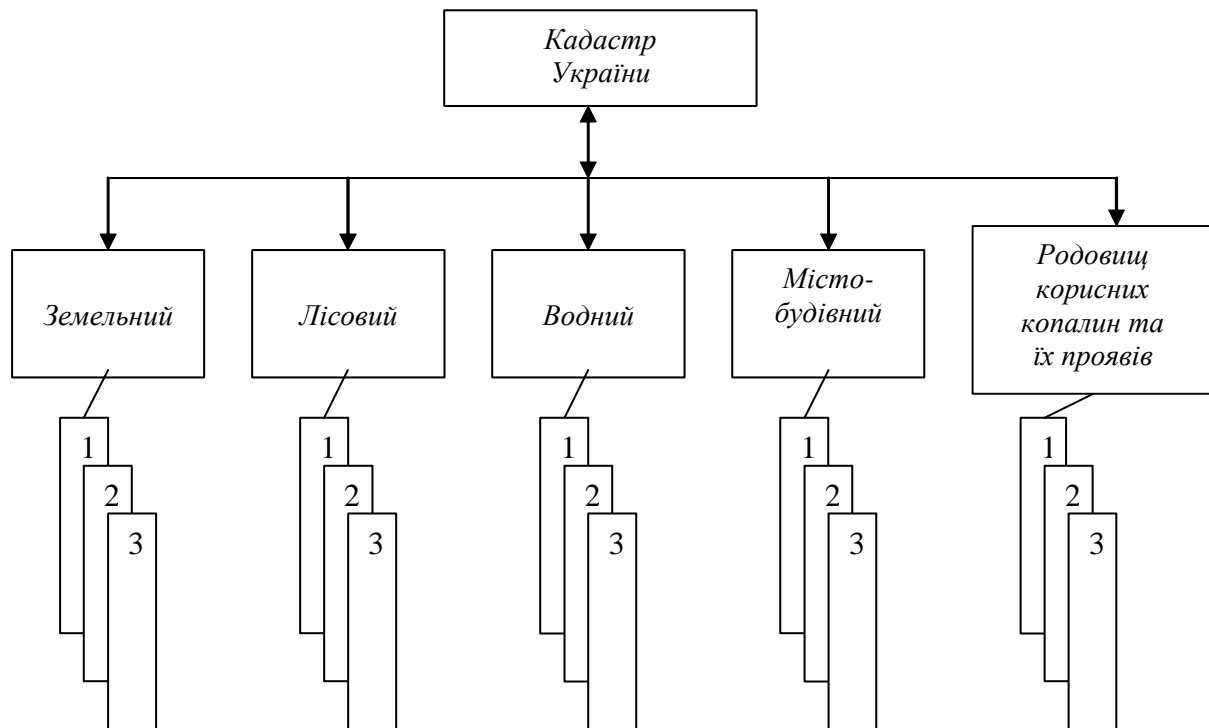 Кадастр
України
Земельний
Лісовий
Водний
Місто-
будівний
Родовищ
корисних
копалин та
їх проявів
1
2
3
1
2
3
1
2
3
1
2
3
1
2
3